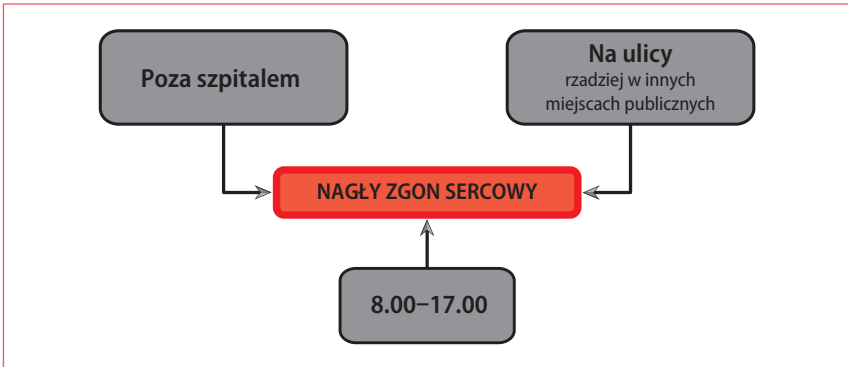 Poza szpitalem
Na ulicy
rzadziej w innych
miejscach publicznych
NAGŁY ZGON SERCOWY
8.00–17.00